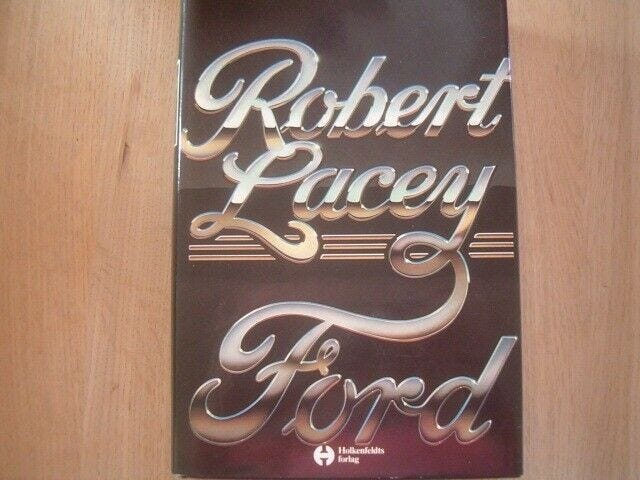 Robert
Lacey
Ford
Holkenfeldts
forlag